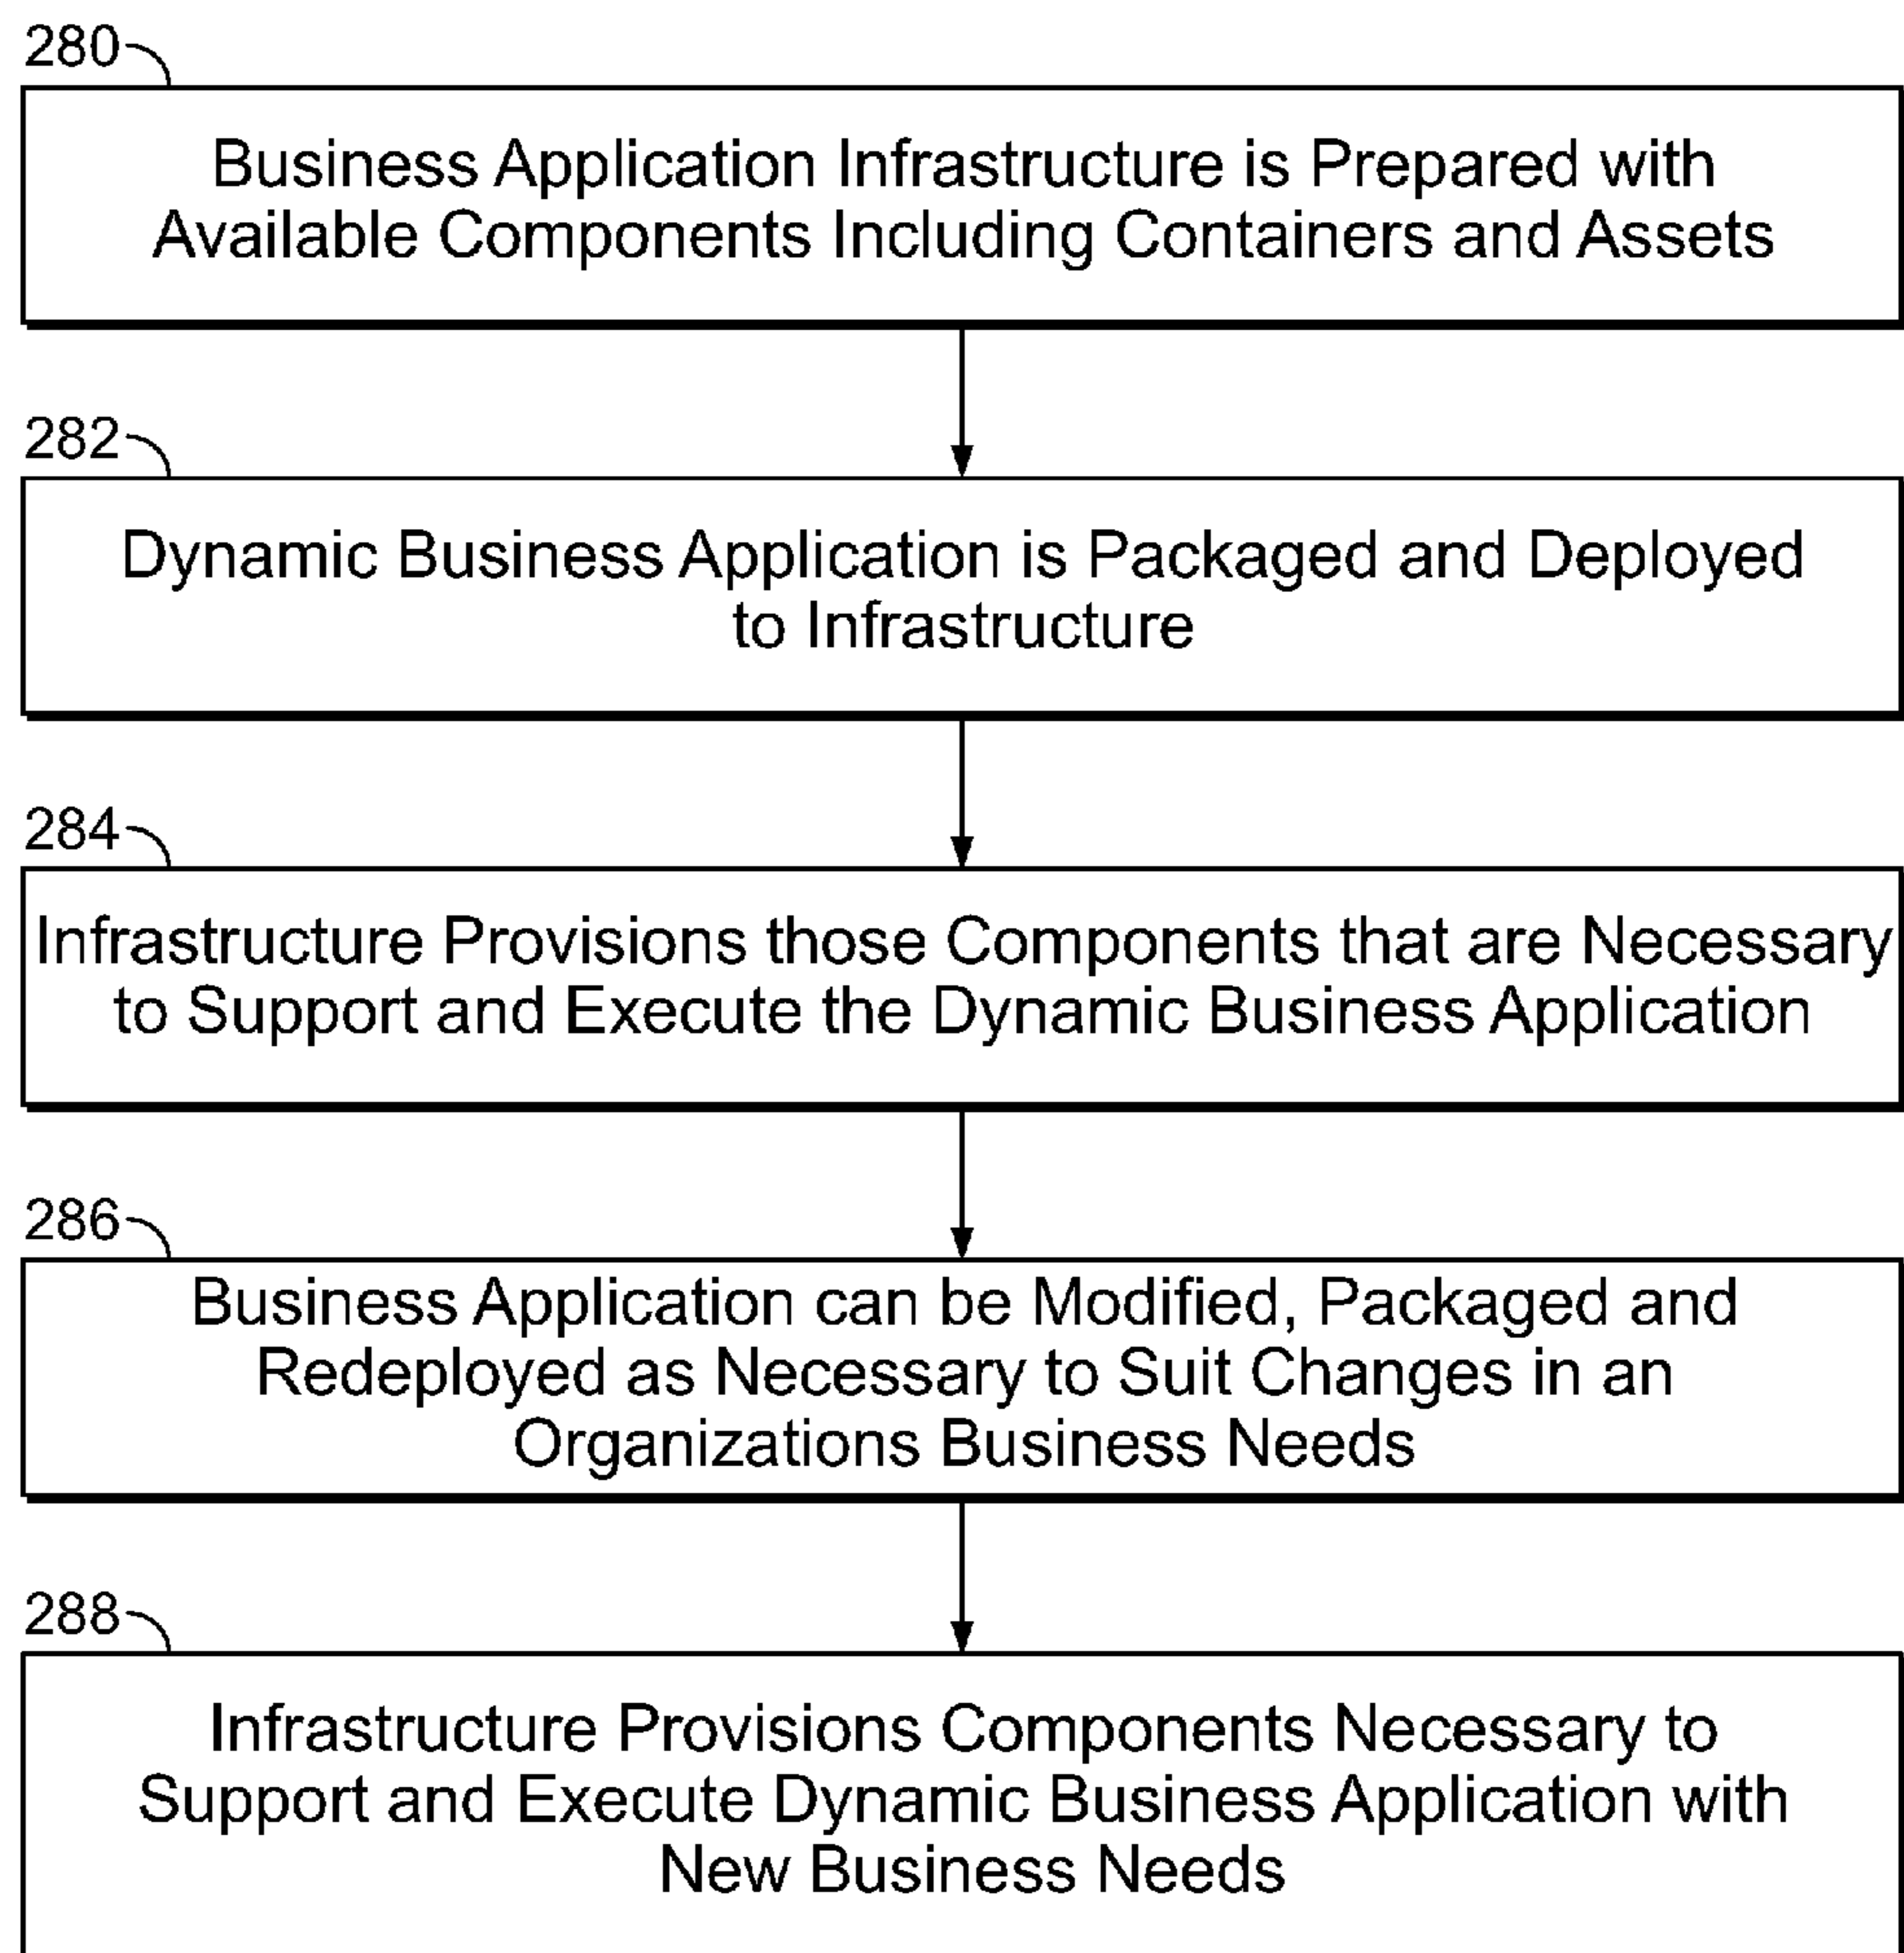 280
Business Application Infrastructure is Prepared with
Available Components Including Containers and Assets
282
Dynamic Business Application is Packaged and Deployed
to Infrastructure
284
Infrastructure Provisions those Components that are Necessary
to Support and Execute the Dynamic Business Application
286
Business Application can be Modified, Packaged and
Redeployed as Necessary to Suit Changes in an
Organizations Business Needs
288
Infrastructure Provisions Components Necessary to
Support and Execute Dynamic Business Application with
New Business Needs